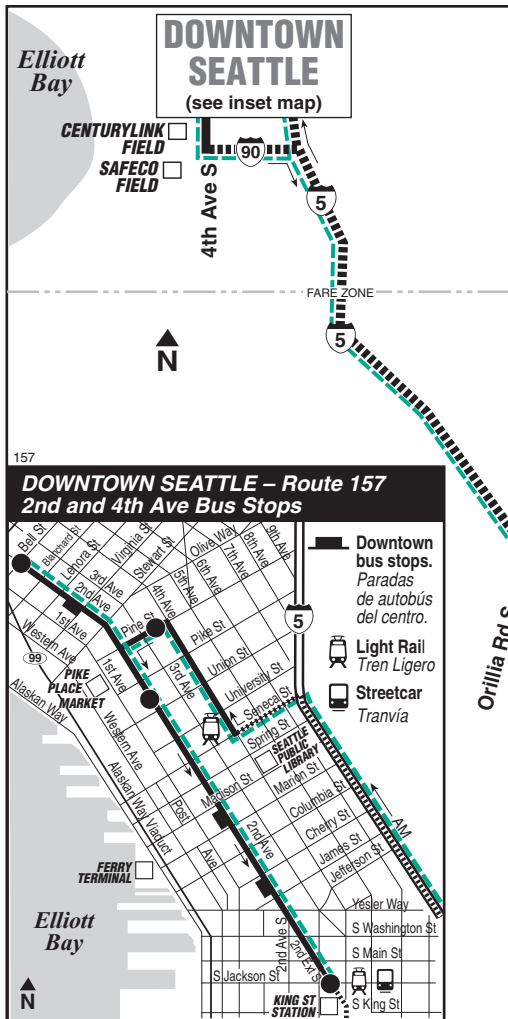 DOWNTOWN
SEATTLE
(see inset map)
Elliott
Bay
CENTURYLINK
FIELD
SAFECO
FIELD
90
4th Ave S
5
FARE ZONE
5
N
157
Orillia Rd S
DOWNTOWN SEATTLE – Route 157
2nd and 4th Ave Bus Stops
Bell St
Blanchard St
Lenora St
Virginia St
Stewart St
Olive Way
9th Ave
8th Ave
7th Ave
6th Ave
5th Ave
4th Ave
3rd Ave
2nd Ave
1st Ave
Western Ave
99
Pine St
Pike St
Union St
University St
Seneca St
Spring St
3rd Ave
5
PIKE
PLACE
MARKET
1st Ave
Alaskan Way
Western Ave
Alaskan Way Viaduct
Post
Ave
SEATTLE
PUBLIC
LIBRARY
Madison St
Marion St
Columbia St
Cherry St
James St
Jefferson St
2nd Ave
AM
FERRY
TERMINAL
Elliott
Bay
Yesler Way
S Washington St
S Main St
S Jackson St
S King St
2nd Ave S
2nd Ext S
KING ST
STATION
N
Downtown
bus stops.
Paradas
de autobús
del centro.
Light Rail
Tren Ligero
Streetcar
Tranvía